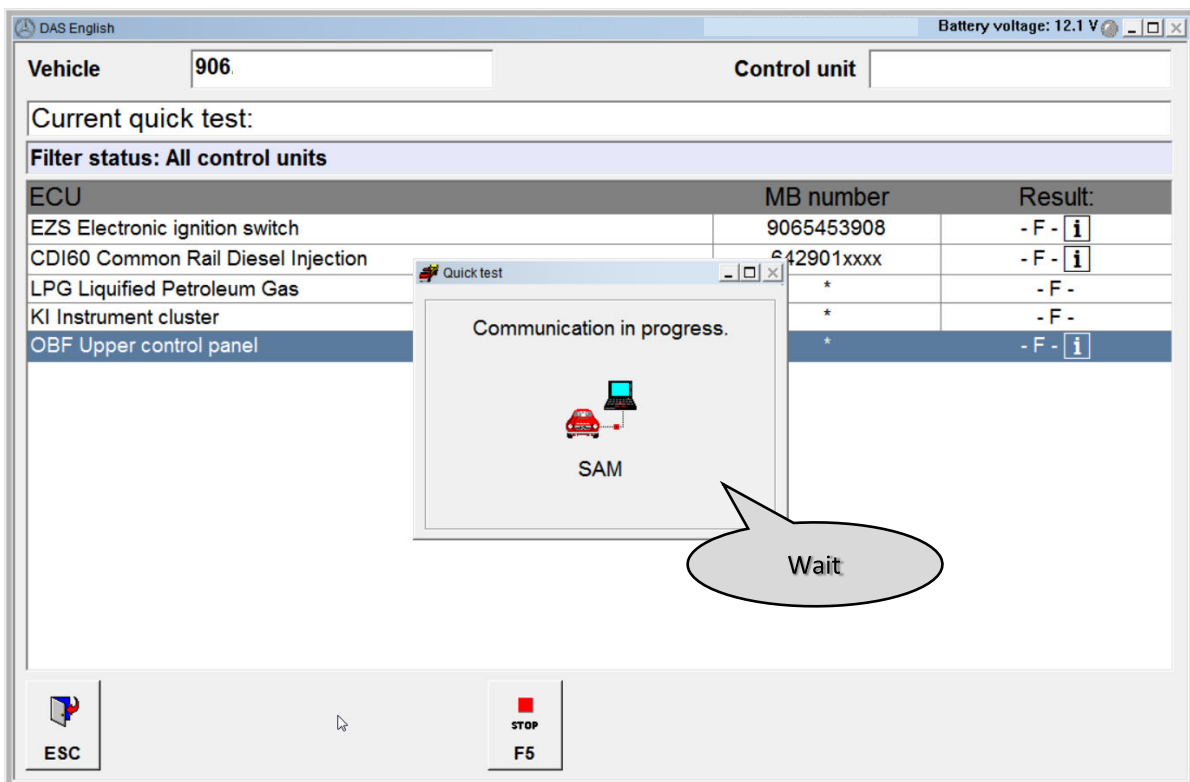 DAS English
Battery voltage: 12.1 V
Vehicle 906. Control unit
Current quick test:
Filter status: All control units
ECU MB number Result:
EZS Electronic ignition switch 9065453908 - F - i
CDI60 Common Rail Diesel Injection 642901xxxx - F - i
LPG Liquified Petroleum Gas * - F -
KI Instrument cluster * - F -
OBF Upper control panel * - F - i
Quick test
Communication in progress.
SAM
Wait
ESC
STOP
F5